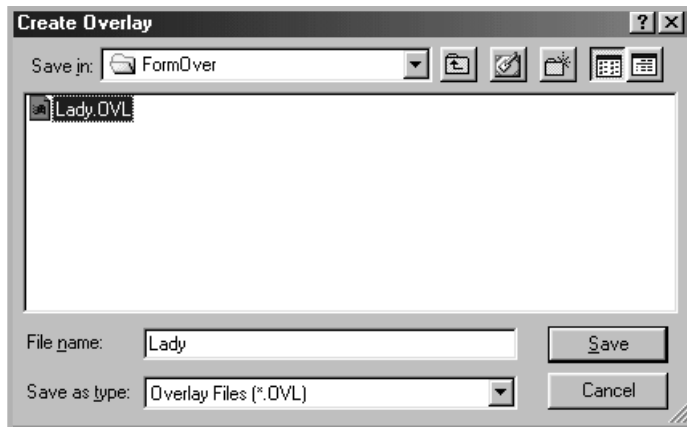 Create Overlay
Save in: FormOver
Lady.OVL
File name: Lady Save
Save as type: Overlay Files (*.OVL) Cancel